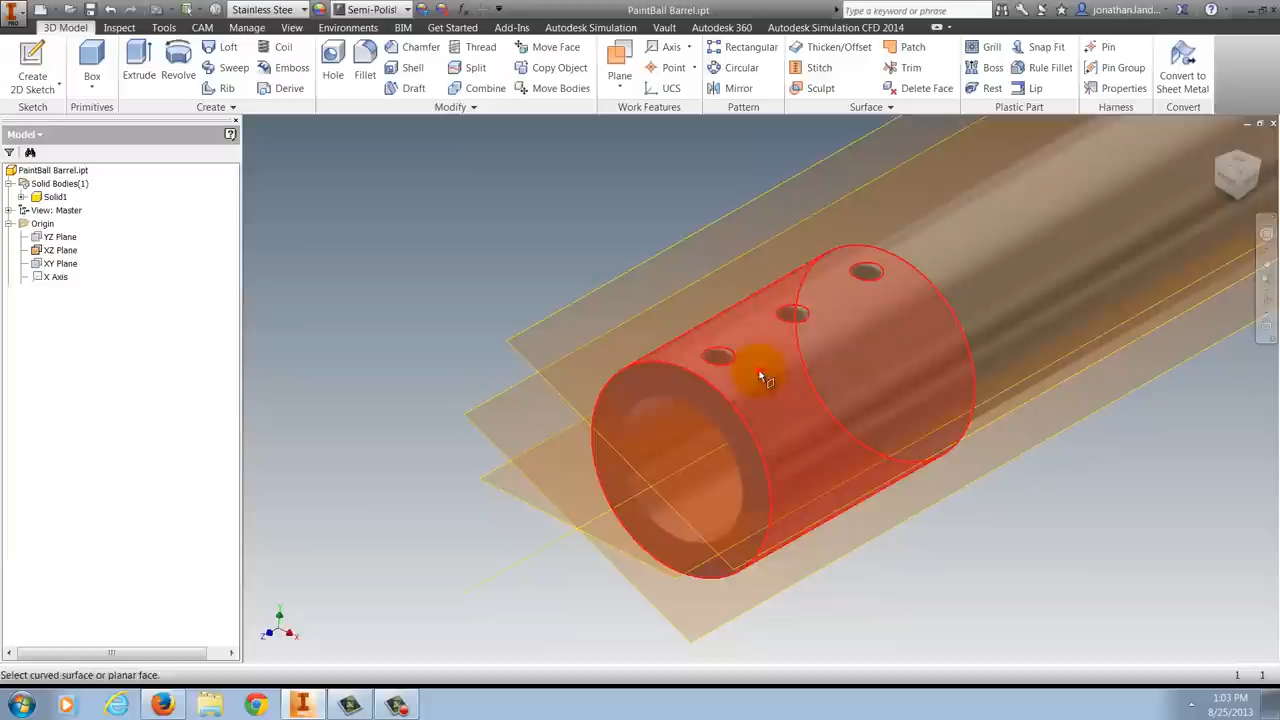 Stainless Stee
Semi-Polisl
PaintBall Barrel.ipt
Type a keyword or phrase
jonathan.land...
PRO
3D Model
Inspect
Tools
CAM
Manage
View
Environments
BIM
Get Started
Add-Ins
Autodesk Simulation
Vault
Autodesk 360
Autodesk Simulation CFD 2014
Create
2D Sketch
Sketch
Box
Primitives
Extrude
Revolve
Loft
Coil
Sweep
Emboss
Rib
Derive
Create
Hole
Fillet
Chamfer
Thread
Move Face
Shell
Split
Copy Object
Draft
Combine
Move Bodies
Modify
Plane
Axis
Point
UCS
Work Features
Rectangular
Circular
Mirror
Pattern
Thicken/Offset
Patch
Stitch
Trim
Sculpt
Delete Face
Surface
Grill
Snap Fit
Boss
Rule Fillet
Rest
Lip
Plastic Part
Pin
Pin Group
Properties
Harness
Convert to
Sheet Metal
Convert
Model
PaintBall Barrel.ipt
Solid Bodies(1)
Solid1
View: Master
Origin
YZ Plane
XZ Plane
XY Plane
X Axis
Y
Z
X
Select curved surface or planar face.
1
1
1:03 PM
8/25/2013